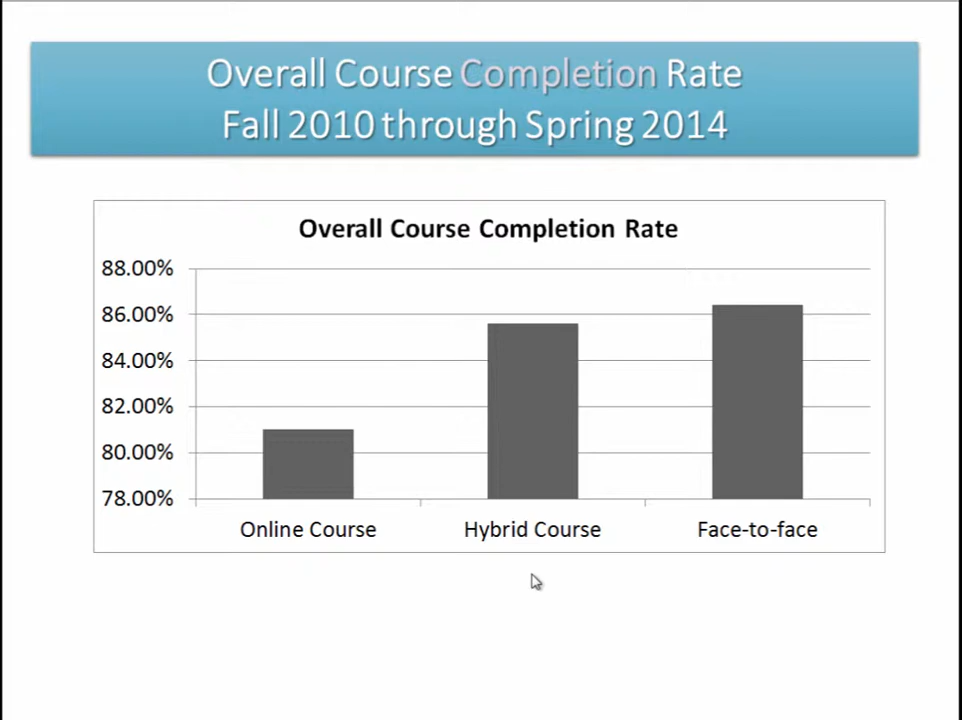 Overall Course Completion Rate
Fall 2010 through Spring 2014
Overall Course Completion Rate
88.00%
86.00%
84.00%
82.00%
80.00%
78.00%
Online Course
Hybrid Course
Face-to-face